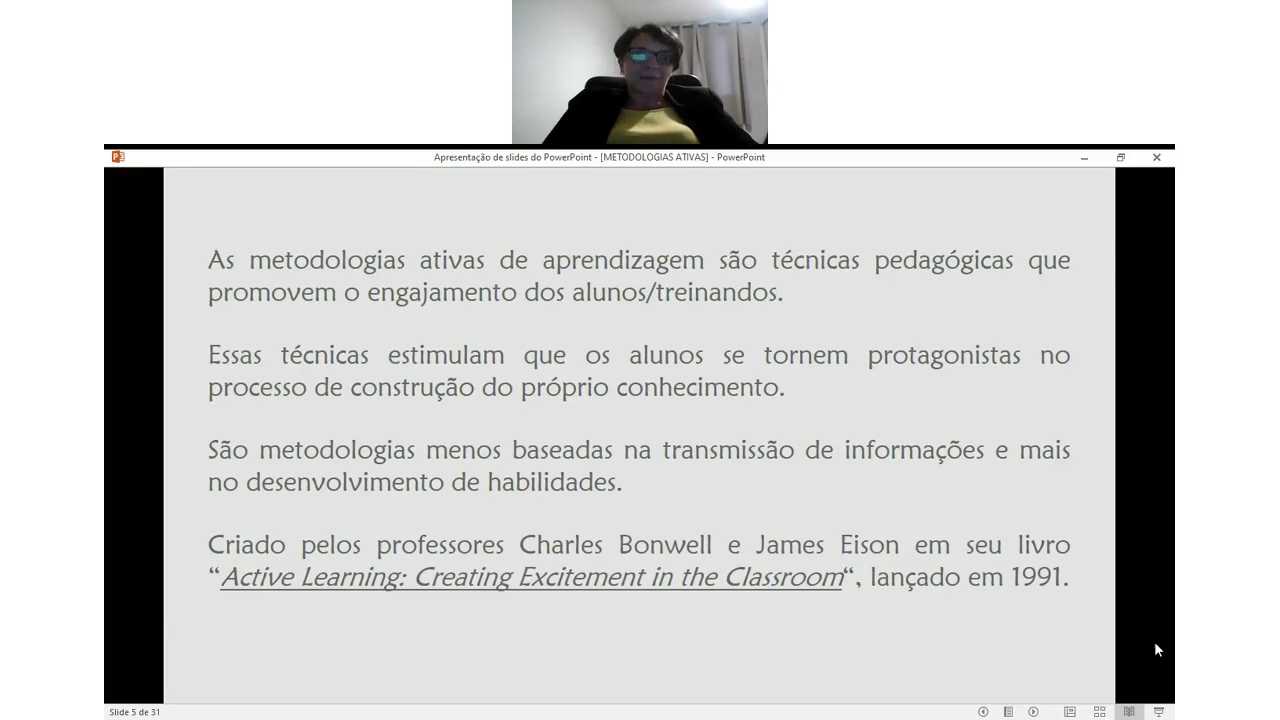 Apresentação de slides do PowerPoint - [METODOLOGIAS ATIVAS] - PowerPoint
As metodologias ativas de aprendizagem são técnicas pedagógicas que
promovem o engajamento dos alunos/treinandos.
Essas técnicas estimulam que os alunos se tornem protagonistas no
processo de construção do próprio conhecimento.
São metodologias menos baseadas na transmissão de informações e mais
no desenvolvimento de habilidades.
Criado pelos professores Charles Bonwell e James Eison em seu livro
“Active Learning: Creating Excitement in the Classroom“, lançado em 1991.
Slide 5 de 31